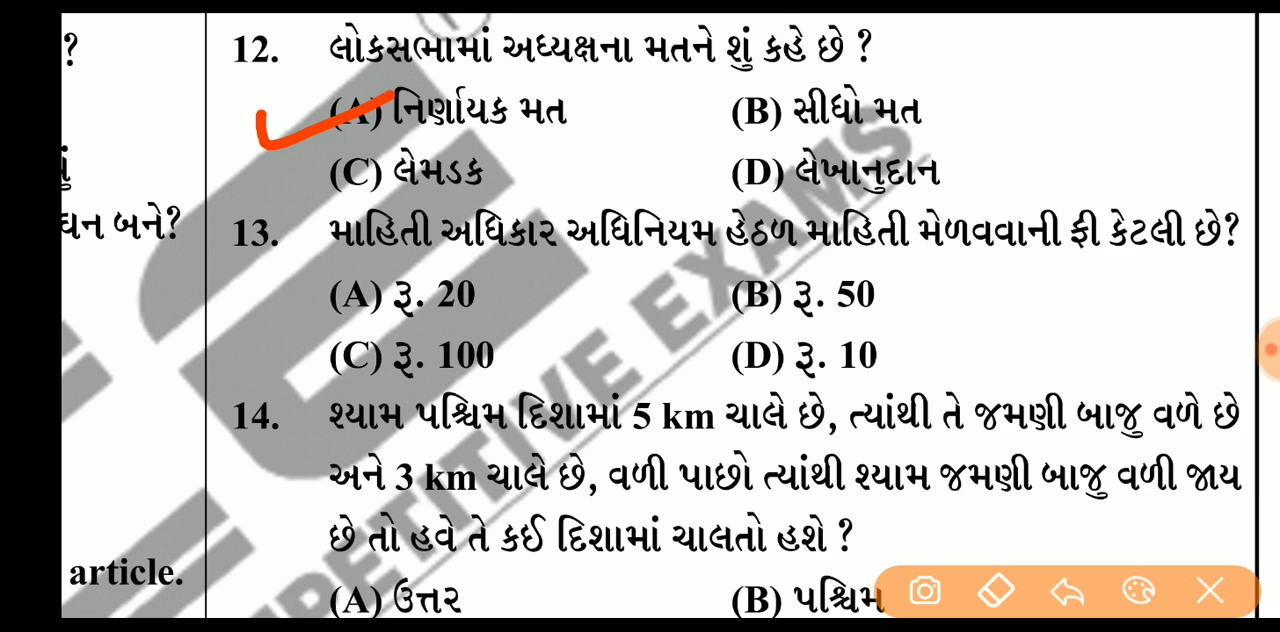 ?
ઘન બને?
article.
12. લોકસભામાં અધ્યક્ષના મતને શું કહે છે ?
(A) નિર્ણાયક મત (B) સીધો મત
(C) લેમડક (D) લેખાનુદાન
13. માહિતી અધિકાર અધિનિયમ હેઠળ માહિતી મેળવવાની ફી કેટલી છે?
(A) રૂ. 20 (B) રૂ. 50
(C) રૂ. 100 (D) રૂ. 10
14. શ્યામ પશ્ચિમ દિશામાં 5 km ચાલે છે, ત્યાંથી તે જમણી બાજુ વળે છે
અને 3 km ચાલે છે, વળી પાછો ત્યાંથી શ્યામ જમણી બાજુ વળી જાય
છે તો હવે તે કઈ દિશામાં ચાલતો હશે ?
(A) ઉત્તર (B) પશ્ચિમ
PETITIVE EXAMS